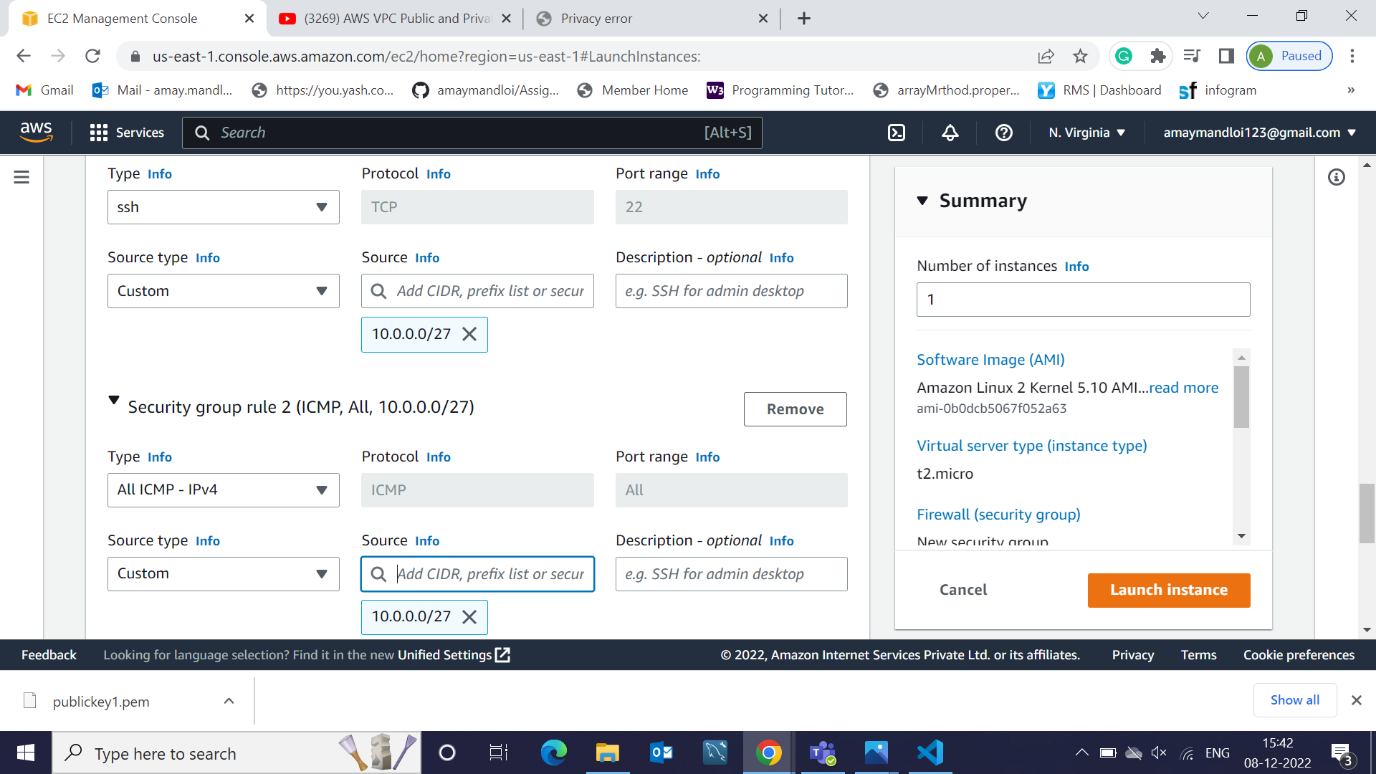 EC2 Management Console
(3269) AWS VPC Public and Priva
Privacy error
us-east-1.console.aws.amazon.com/ec2/home?region=us-east-1#LaunchInstances:
A Paused
Gmail
Mail - amay.mandl...
https://you.yash.co...
amaymandloi/Assig...
Member Home
W3 Programming Tutor...
arrayMrthod.proper...
RMS | Dashboard
sf infogram
»
aws
Services
Search
[Alt+S]
N. Virginia
amaymandloi123@gmail.com
Type Info
Protocol Info
Port range Info
ssh
TCP
22
Source type Info
Source Info
Description - optional Info
Custom
Add CIDR, prefix list or secur
e.g. SSH for admin desktop
10.0.0.0/27
Security group rule 2 (ICMP, All, 10.0.0.0/27)
Remove
Type Info
Protocol Info
Port range Info
All ICMP - IPv4
ICMP
All
Source type Info
Source Info
Description - optional Info
Custom
Add CIDR, prefix list or secur
e.g. SSH for admin desktop
10.0.0.0/27
Summary
Number of instances Info
1
Software Image (AMI)
Amazon Linux 2 Kernel 5.10 AMI...read more
ami-0b0dcb5067f052a63
Virtual server type (instance type)
t2.micro
Firewall (security group)
New security group
Cancel
Launch instance
Feedback
Looking for language selection? Find it in the new Unified Settings
© 2022, Amazon Internet Services Private Ltd. or its affiliates.
Privacy
Terms
Cookie preferences
publickey1.pem
Show all
Type here to search
ENG
15:42
08-12-2022
3